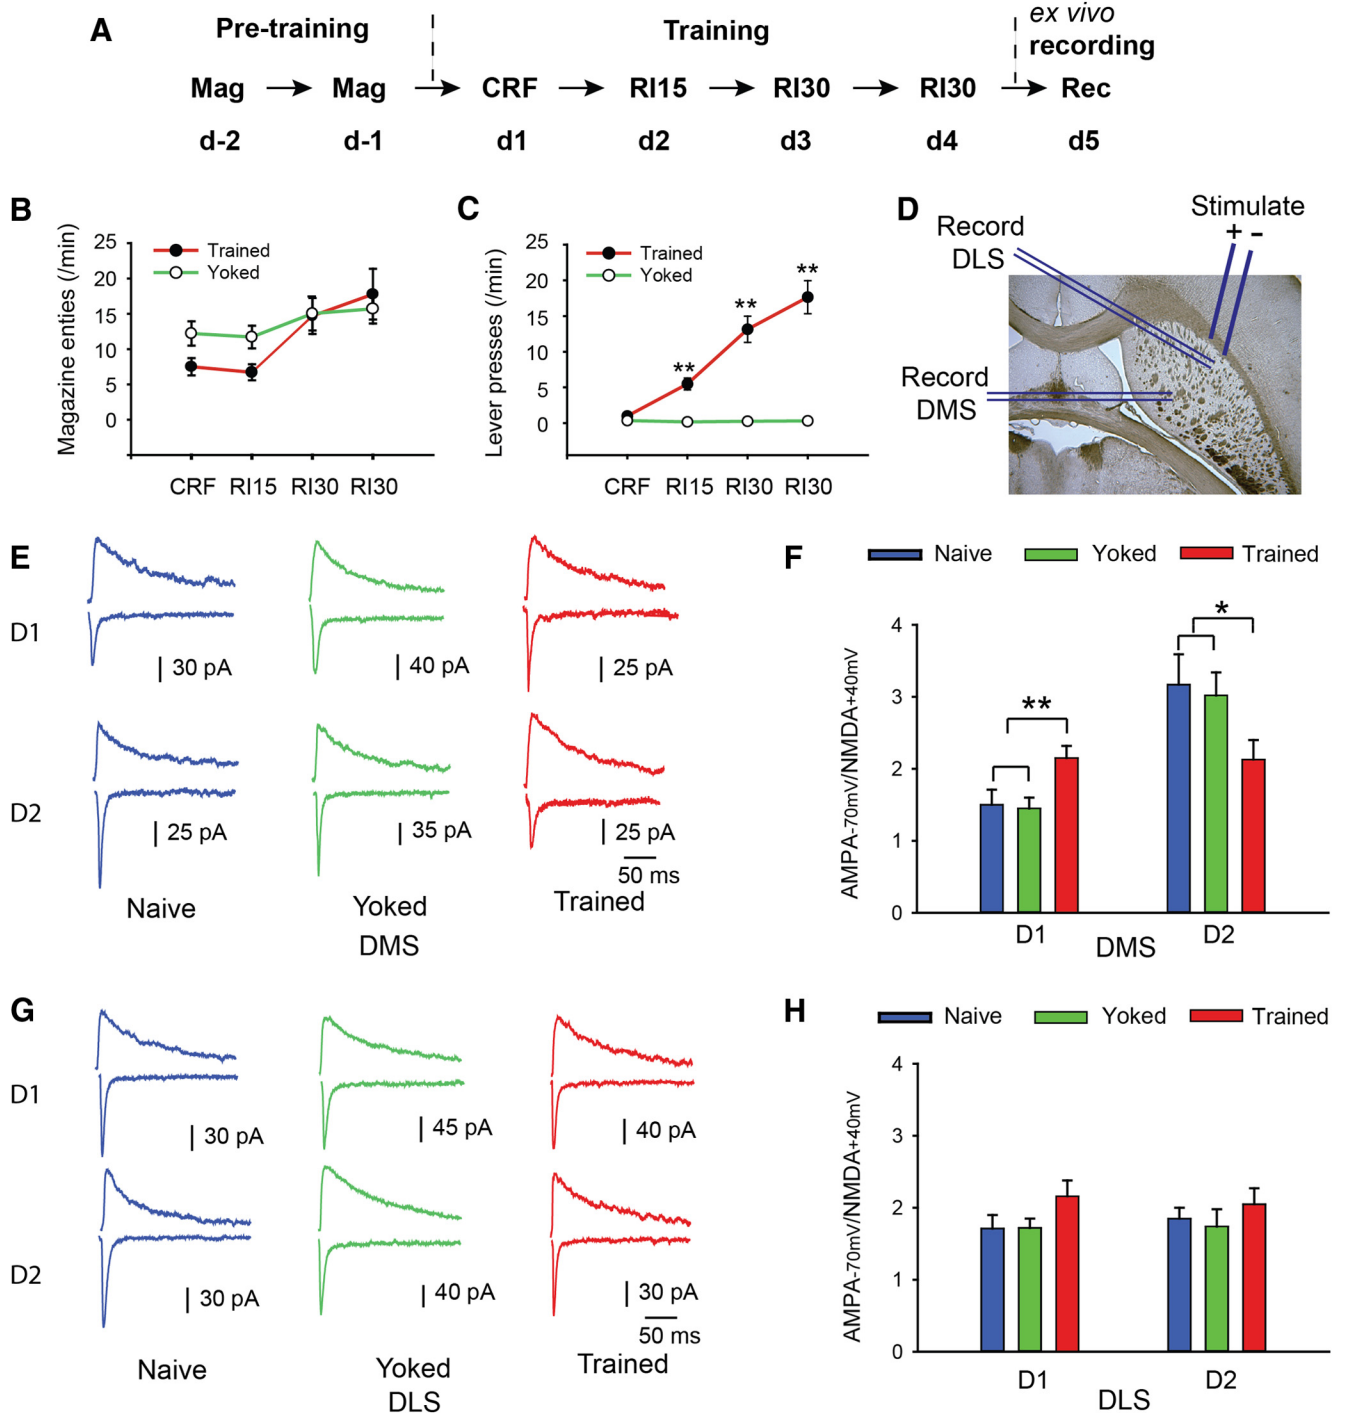 A
Pre-training
Training
ex vivo
recording
Mag
Mag
CRF
RI15
RI30
RI30
Rec
d-2
d-1
d1
d2
d3
d4
d5
B
Magazine enties (/min)
25
20
15
10
5
0
Trained
Yoked
CRF RI15 RI30 RI30
C
Lever presses (/min)
25
20
15
10
5
0
Trained
Yoked
**
**
**
CRF RI15 RI30 RI30
D
Stimulate
+ -
Record
DLS
Record
DMS
E
D1
30 pA
40 pA
25 pA
D2
25 pA
35 pA
25 pA
50 ms
Naive
Yoked
Trained
DMS
F
Naive
Yoked
Trained
AMPA-70mV/NMDA+40mV
4
3
2
1
0
**
*
D1
D2
DMS
G
D1
30 pA
45 pA
40 pA
D2
30 pA
40 pA
30 pA
50 ms
Naive
Yoked
Trained
DLS
H
Naive
Yoked
Trained
AMPA-70mV/NMDA+40mV
4
3
2
1
0
D1
D2
DLS